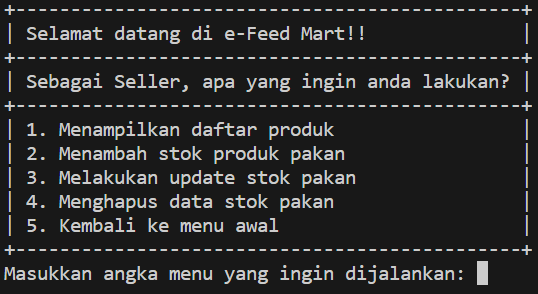 Selamat datang di e-Feed Mart!!
Sebagai Seller, apa yang ingin anda lakukan?
1. Menampilkan daftar produk
2. Menambah stok produk pakan
3. Melakukan update stok pakan
4. Menghapus data stok pakan
5. Kembali ke menu awal
Masukkan angka menu yang ingin dijalankan: